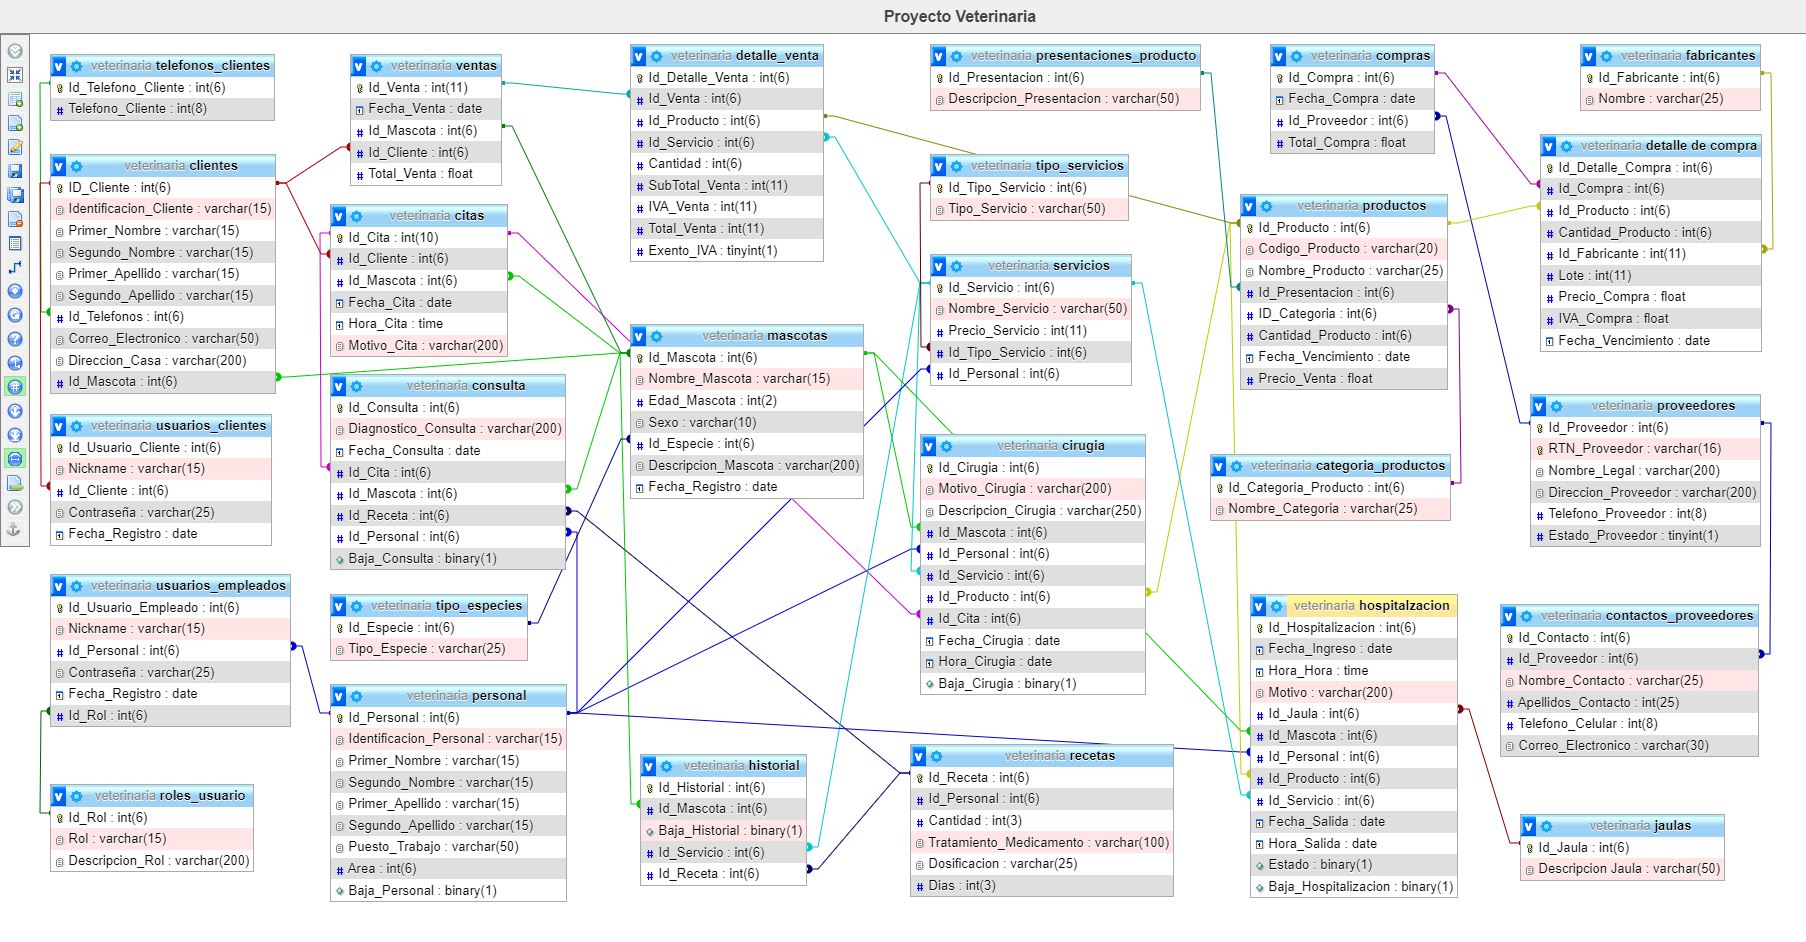 Proyecto Veterinaria
veterinaria telefonos_clientes
Id_Telefono_Cliente : int(6)
Telefono_Cliente : int(8)
veterinaria clientes
ID_Cliente : int(6)
Identificacion_Cliente : varchar(15)
Primer_Nombre : varchar(15)
Segundo_Nombre : varchar(15)
Primer_Apellido : varchar(15)
Segundo_Apellido : varchar(15)
Id_Telefonos : int(6)
Correo_Electronico : varchar(50)
Direccion_Casa : varchar(200)
Id_Mascota : int(6)
veterinaria usuarios_clientes
Id_Usuario_Cliente : int(6)
Nickname : varchar(15)
Id_Cliente : int(6)
Contraseña : varchar(25)
Fecha_Registro : date
veterinaria usuarios_empleados
Id_Usuario_Empleado : int(6)
Nickname : varchar(15)
Id_Personal : int(6)
Contraseña : varchar(25)
Fecha_Registro : date
Id_Rol : int(6)
veterinaria roles_usuario
Id_Rol : int(6)
Rol : varchar(15)
Descripcion_Rol : varchar(200)
veterinaria ventas
Id_Venta : int(11)
Fecha_Venta : date
Id_Mascota : int(6)
Id_Cliente : int(6)
Total_Venta : float
veterinaria citas
Id_Cita : int(10)
Id_Cliente : int(6)
Id_Mascota : int(6)
Fecha_Cita : date
Hora_Cita : time
Motivo_Cita : varchar(200)
veterinaria consulta
Id_Consulta : int(6)
Diagnostico_Consulta : varchar(200)
Fecha_Consulta : date
Id_Cita : int(6)
Id_Mascota : int(6)
Id_Receta : int(6)
Id_Personal : int(6)
Baja_Consulta : binary(1)
veterinaria tipo_especies
Id_Especie : int(6)
Tipo_Especie : varchar(25)
veterinaria personal
Id_Personal : int(6)
Identificacion_Personal : varchar(15)
Primer_Nombre : varchar(15)
Segundo_Nombre : varchar(15)
Primer_Apellido : varchar(15)
Segundo_Apellido : varchar(15)
Puesto_Trabajo : varchar(50)
Area : int(6)
Baja_Personal : binary(1)
veterinaria detalle_venta
Id_Detalle_Venta : int(6)
Id_Venta : int(6)
Id_Producto : int(6)
Id_Servicio : int(6)
Cantidad : int(6)
SubTotal_Venta : int(11)
IVA_Venta : int(11)
Total_Venta : int(11)
Exento_IVA : tinyint(1)
veterinaria mascotas
Id_Mascota : int(6)
Nombre_Mascota : varchar(15)
Edad_Mascota : int(2)
Sexo : varchar(10)
Id_Especie : int(6)
Descripcion_Mascota : varchar(200)
Fecha_Registro : date
veterinaria historial
Id_Historial : int(6)
Id_Mascota : int(6)
Baja_Historial : binary(1)
Id_Servicio : int(6)
Id_Receta : int(6)
veterinaria presentaciones_producto
Id_Presentacion : int(6)
Descripcion_Presentacion : varchar(50)
veterinaria tipo_servicios
Id_Tipo_Servicio : int(6)
Tipo_Servicio : varchar(50)
veterinaria servicios
Id_Servicio : int(6)
Nombre_Servicio : varchar(50)
Precio_Servicio : int(11)
Id_Tipo_Servicio : int(6)
Id_Personal : int(6)
veterinaria cirugia
Id_Cirugia : int(6)
Motivo_Cirugia : varchar(200)
Descripcion_Cirugia : varchar(250)
Id_Mascota : int(6)
Id_Personal : int(6)
Id_Servicio : int(6)
Id_Producto : int(6)
Id_Cita : int(6)
Fecha_Cirugia : date
Hora_Cirugia : date
Baja_Cirugia : binary(1)
veterinaria recetas
Id_Receta : int(6)
Id_Personal : int(6)
Cantidad : int(3)
Tratamiento_Medicamento : varchar(100)
Dosificacion : varchar(25)
Dias : int(3)
veterinaria compras
Id_Compra : int(6)
Fecha_Compra : date
Id_Proveedor : int(6)
Total_Compra : float
veterinaria productos
Id_Producto : int(6)
Codigo_Producto : varchar(20)
Nombre_Producto : varchar(25)
Id_Presentacion : int(6)
ID_Categoria : int(6)
Cantidad_Producto : int(6)
Fecha_Vencimiento : date
Precio_Venta : float
veterinaria categoria_productos
Id_Categoria_Producto : int(6)
Nombre_Categoria : varchar(25)
veterinaria hospitalzacion
Id_Hospitalizacion : int(6)
Fecha_Ingreso : date
Hora_Hora : time
Motivo : varchar(200)
Id_Jaula : int(6)
Id_Mascota : int(6)
Id_Personal : int(6)
Id_Producto : int(6)
Id_Servicio : int(6)
Fecha_Salida : date
Hora_Salida : date
Estado : binary(1)
Baja_Hospitalizacion : binary(1)
veterinaria fabricantes
Id_Fabricante : int(6)
Nombre : varchar(25)
veterinaria detalle de compra
Id_Detalle_Compra : int(6)
Id_Compra : int(6)
Id_Producto : int(6)
Cantidad_Producto : int(6)
Id_Fabricante : int(11)
Lote : int(11)
Precio_Compra : float
IVA_Compra : float
Fecha_Vencimiento : date
veterinaria proveedores
Id_Proveedor : int(6)
RTN_Proveedor : varchar(16)
Nombre_Legal : varchar(200)
Direccion_Proveedor : varchar(200)
Telefono_Proveedor : int(8)
Estado_Proveedor : tinyint(1)
veterinaria contactos_proveedores
Id_Contacto : int(6)
Id_Proveedor : int(6)
Nombre_Contacto : varchar(25)
Apellidos_Contacto : int(25)
Telefono_Celular : int(8)
Correo_Electronico : varchar(30)
veterinaria jaulas
Id_Jaula : int(6)
Descripcion Jaula : varchar(50)